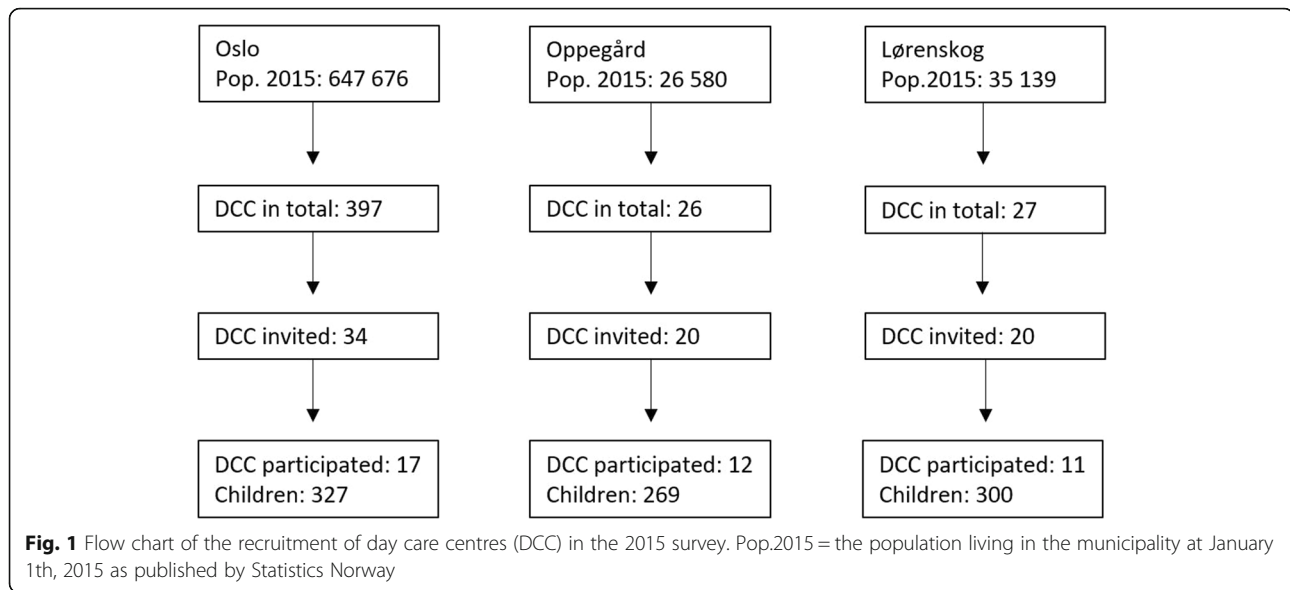 Oslo
Pop. 2015: 647 676
DCC in total: 397
DCC invited: 34
DCC participated: 17
Children: 327
Oppegård
Pop. 2015: 26 580
DCC in total: 26
DCC invited: 20
DCC participated: 12
Children: 269
Lørenskog
Pop.2015: 35 139
DCC in total: 27
DCC invited: 20
DCC participated: 11
Children: 300
Fig. 1 Flow chart of the recruitment of day care centres (DCC) in the 2015 survey. Pop.2015 = the population living in the municipality at January
1th, 2015 as published by Statistics Norway